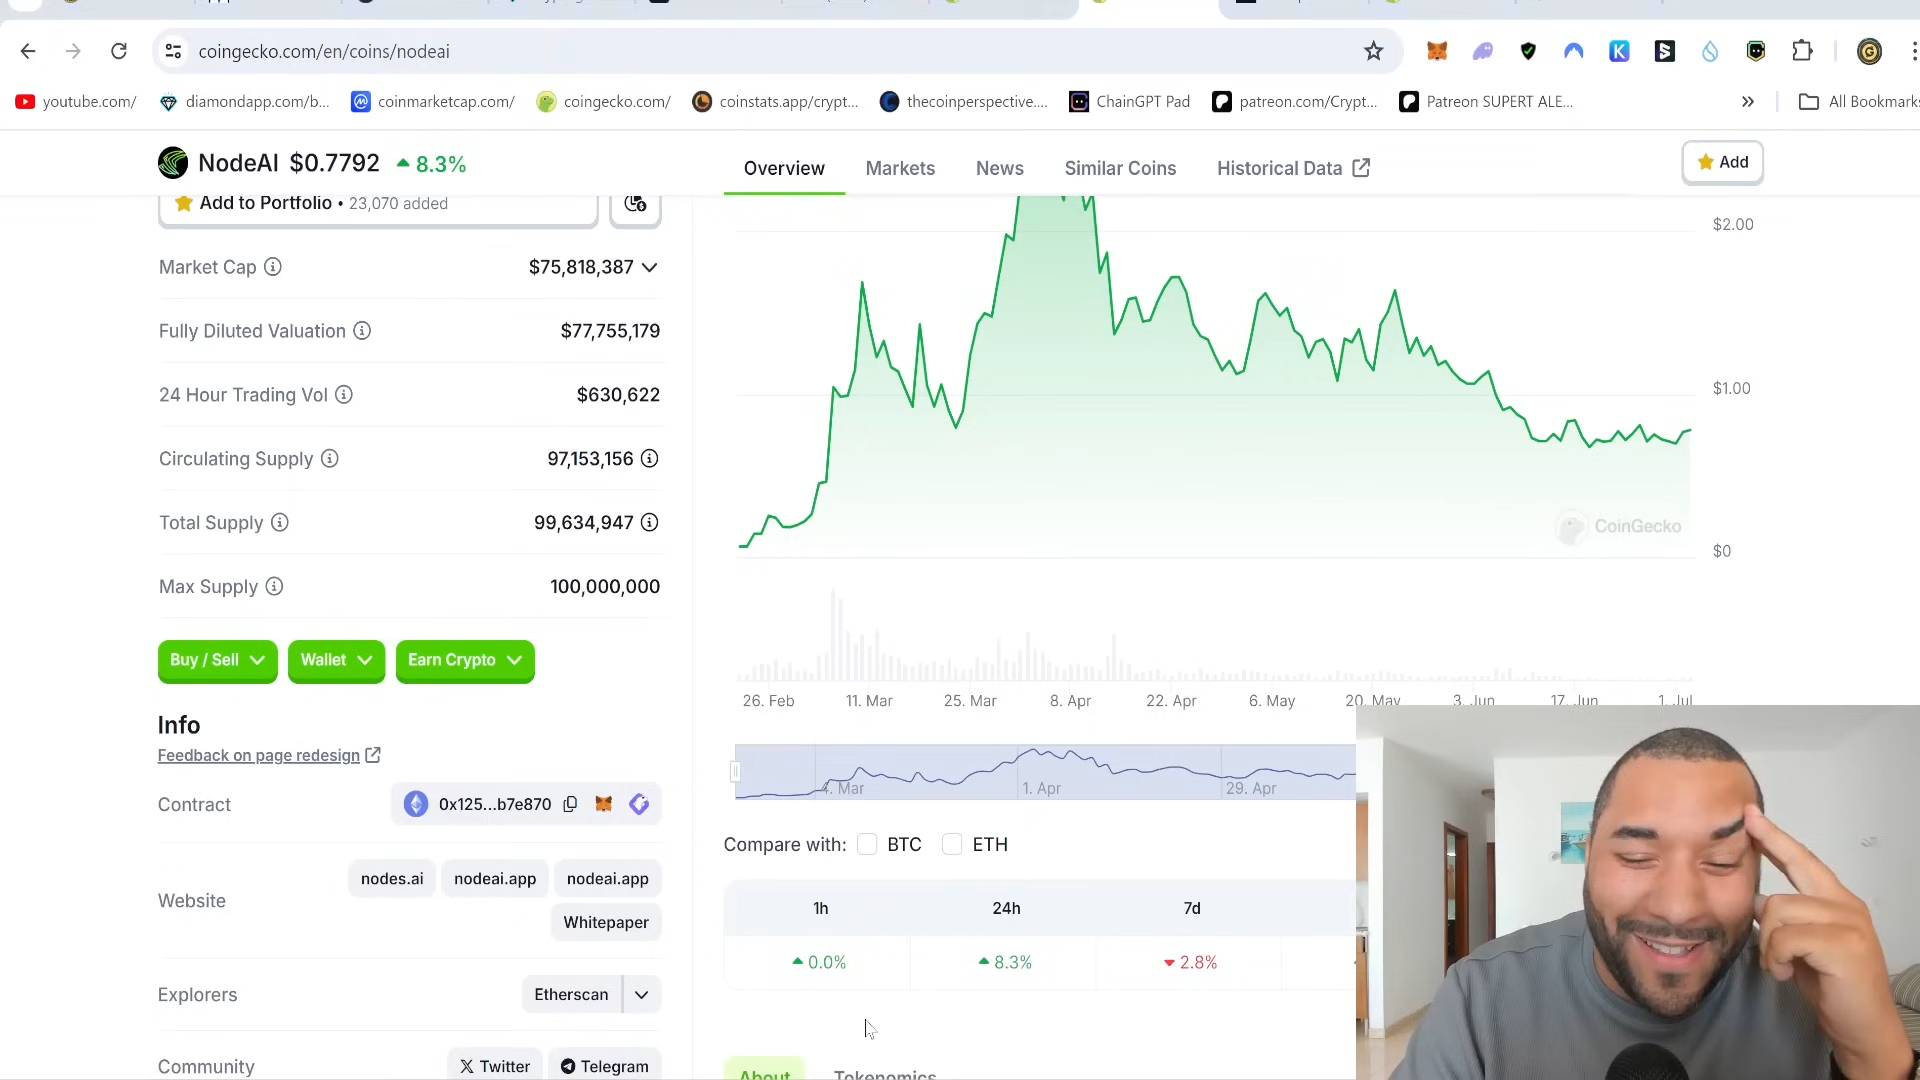 coingecko.com/en/coins/nodeai
youtube.com/
diamondapp.com/b...
coinmarketcap.com/
coingecko.com/
coinstats.app/crypt...
thecoinperspective....
ChainGPT Pad
patreon.com/Crypt...
Patreon SUPERT ALE...
All Bookmarks
NodeAI $0.7792 8.3%
Overview
Markets
News
Similar Coins
Historical Data
Add
Add to Portfolio • 23,070 added
Market Cap $75,818,387
Fully Diluted Valuation $77,755,179
24 Hour Trading Vol $630,622
Circulating Supply 97,153,156
Total Supply 99,634,947
Max Supply 100,000,000
Buy / Sell
Wallet
Earn Crypto
Info
Feedback on page redesign
Contract 0x125...b7e870
Website nodes.ai nodeai.app nodeai.app
Whitepaper
Explorers Etherscan
Community Twitter Telegram
$2.00
$1.00
$0
CoinGecko
26. Feb 11. Mar 25. Mar 8. Apr 22. Apr 6. May 20. May 3. Jun 17. Jun 1. Jul
4. Mar 1. Apr 29. Apr
Compare with: BTC ETH
1h 24h 7d
0.0% 8.3% 2.8%
About Tokenomics